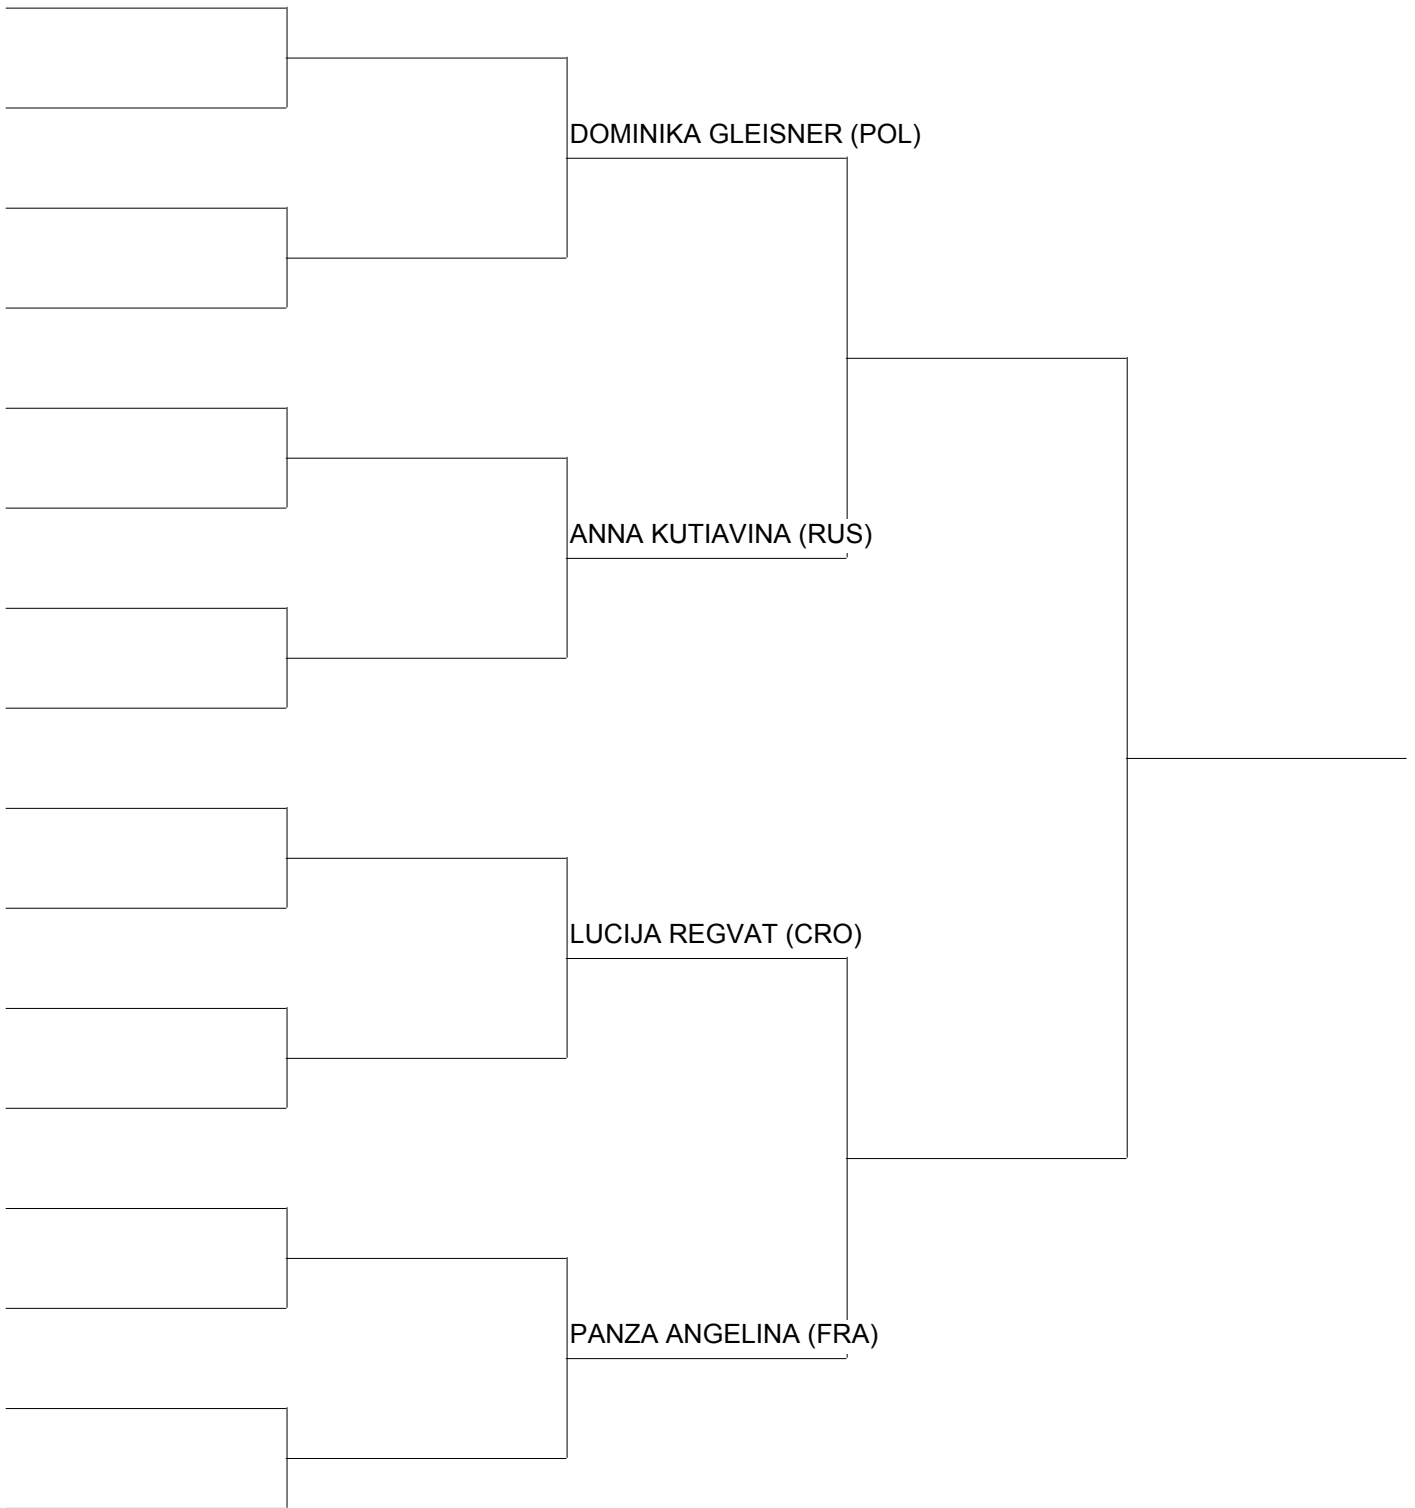 DOMINIKA GLEISNER (POL)
ANNA KUTIAVINA (RUS)
LUCIJA REGVAT (CRO)
PANZA ANGELINA (FRA)